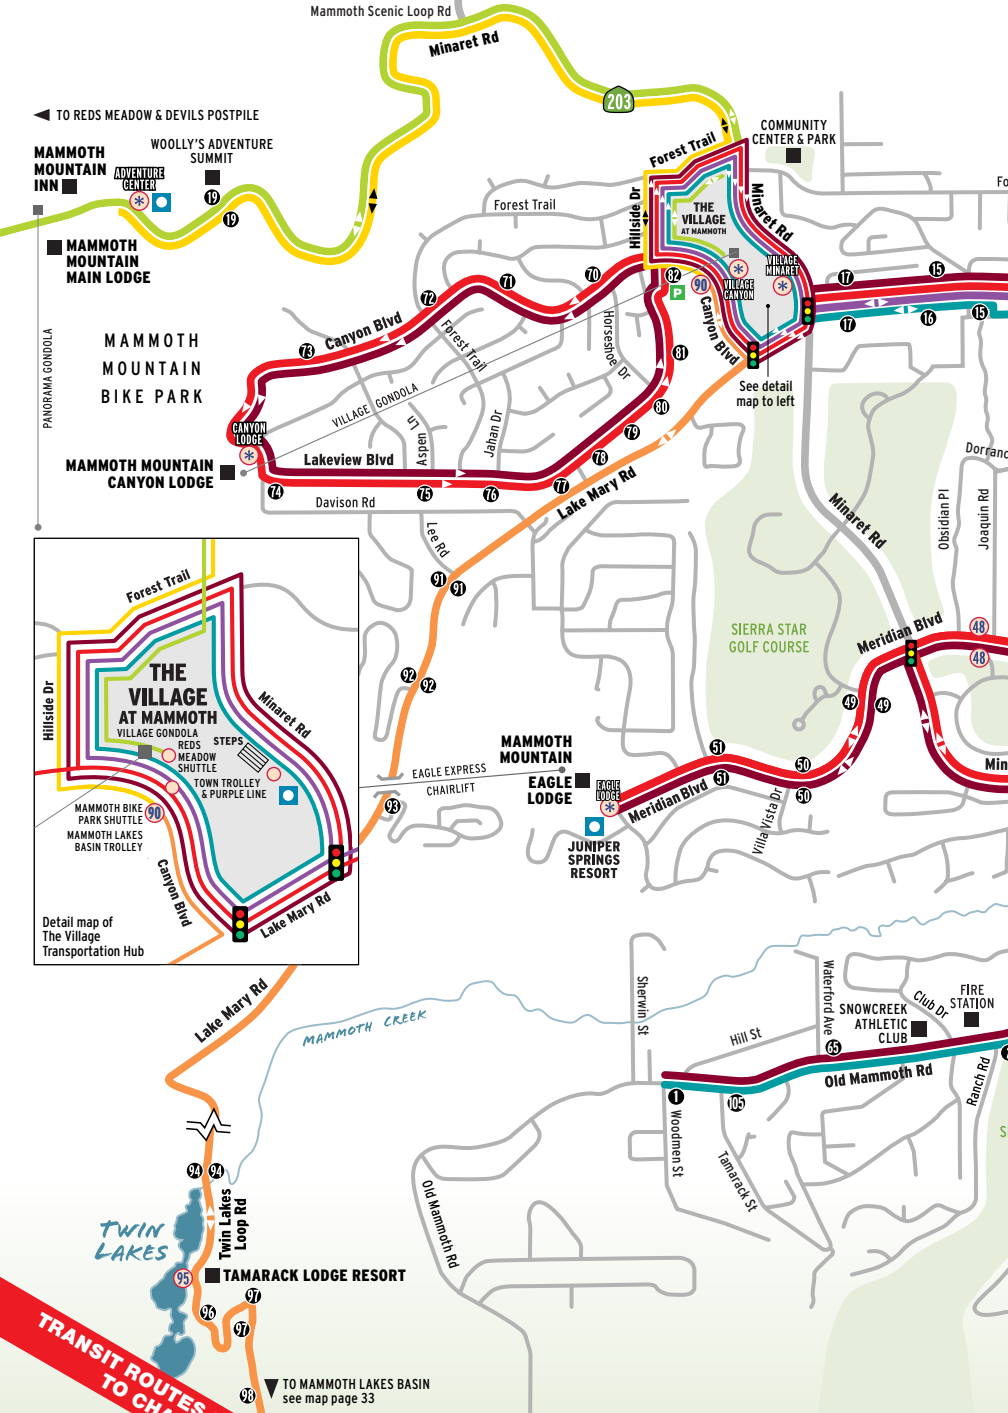 Mammoth Scenic Loop Rd
Minaret Rd
203
TO REDS MEADOW & DEVILS POSTPILE
WOOLLY'S ADVENTURE
SUMMIT
MAMMOTH
MOUNTAIN
INN
ADVENTURE
CENTER
*
19
19
MAMMOTH
MOUNTAIN
MAIN LODGE
COMMUNITY
CENTER & PARK
Forest Trail
Forest Trail
Fo
Hillside Dr
THE
VILLAGE
AT MAMMOTH
Minaret Rd
VILLAGE
MINARET
*
VILLAGE
CANYON
*
82
P
90
Canyon Blvd
17
15
17
16
15
See detail
map to left
70
71
72
73
Canyon Blvd
Forest Trail
Horseshoe Dr
81
80
79
78
77
76
75
74
VILLAGE GONDOLA
PANORAMA GONDOLA
MAMMOTH
MOUNTAIN
BIKE PARK
CANYON
LODGE
*
MAMMOTH MOUNTAIN
CANYON LODGE
Lakeview Blvd
Aspen Ln
Jahan Dr
Davison Rd
Lee Rd
Lake Mary Rd
Minaret Rd
Dorranc
Obsidian Pl
Joaquin Rd
91
91
92
92
93
SIERRA STAR
GOLF COURSE
Meridian Blvd
48
48
49
49
50
50
51
51
Min
EAGLE EXPRESS
CHAIRLIFT
MAMMOTH
MOUNTAIN
EAGLE
LODGE
EAGLE
LODGE
*
Meridian Blvd
Villa Vista Dr
JUNIPER
SPRINGS
RESORT
Forest Trail
Hillside Dr
THE
VILLAGE
AT MAMMOTH
VILLAGE GONDOLA
REDS
MEADOW
SHUTTLE
STEPS
TOWN TROLLEY
& PURPLE LINE
Minaret Rd
MAMMOTH BIKE
PARK SHUTTLE
90
MAMMOTH LAKES
BASIN TROLLEY
Canyon Blvd
Lake Mary Rd
Detail map of
The Village
Transportation Hub
Lake Mary Rd
MAMMOTH CREEK
Sherwin St
Hill St
Waterford Ave
65
SNOWCREEK
ATHLETIC
CLUB
Club Dr
FIRE
STATION
Old Mammoth Rd
Ranch Rd
1
105
Woodmen St
Tamarack St
Old Mammoth Rd
S
94
94
Twin Lakes
Loop Rd
TWIN
LAKES
95
TAMARACK LODGE RESORT
96
97
97
98
TO MAMMOTH LAKES BASIN
see map page 33
TRANSIT ROUTES
TO CHA